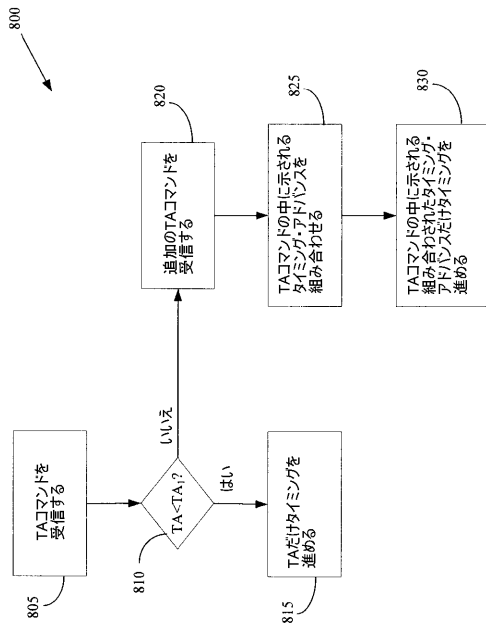 800
TAコマンドを
受信する
805
TA<TA₁?
810
いいえ
はい
TAだけタイミングを
進める
815
追加のTAコマンドを
受信する
820
TAコマンドの中に示される
タイミング・アドバンスを
組み合わせる
825
TAコマンドの中に示される
組み合わされたタイミング・
アドバンスだけタイミングを
進める
830